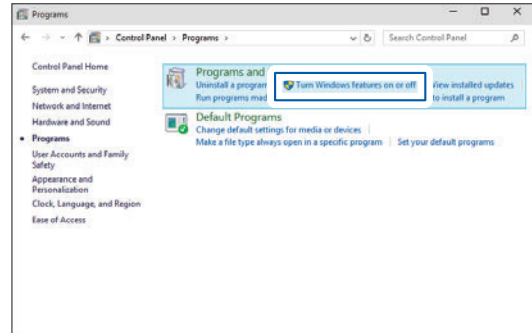 Programs
Control Panel > Programs >
Search Control Panel
Control Panel Home
System and Security
Network and Internet
Hardware and Sound
Programs
User Accounts and Family
Safety
Appearance and
Personalization
Clock, Language, and Region
Ease of Access
Programs and
Uninstall a program
Turn Windows features on or off
View installed updates
Run programs mad
to install a program
Default Programs
Change default settings for media or devices
Make a file type always open in a specific program
Set your default programs